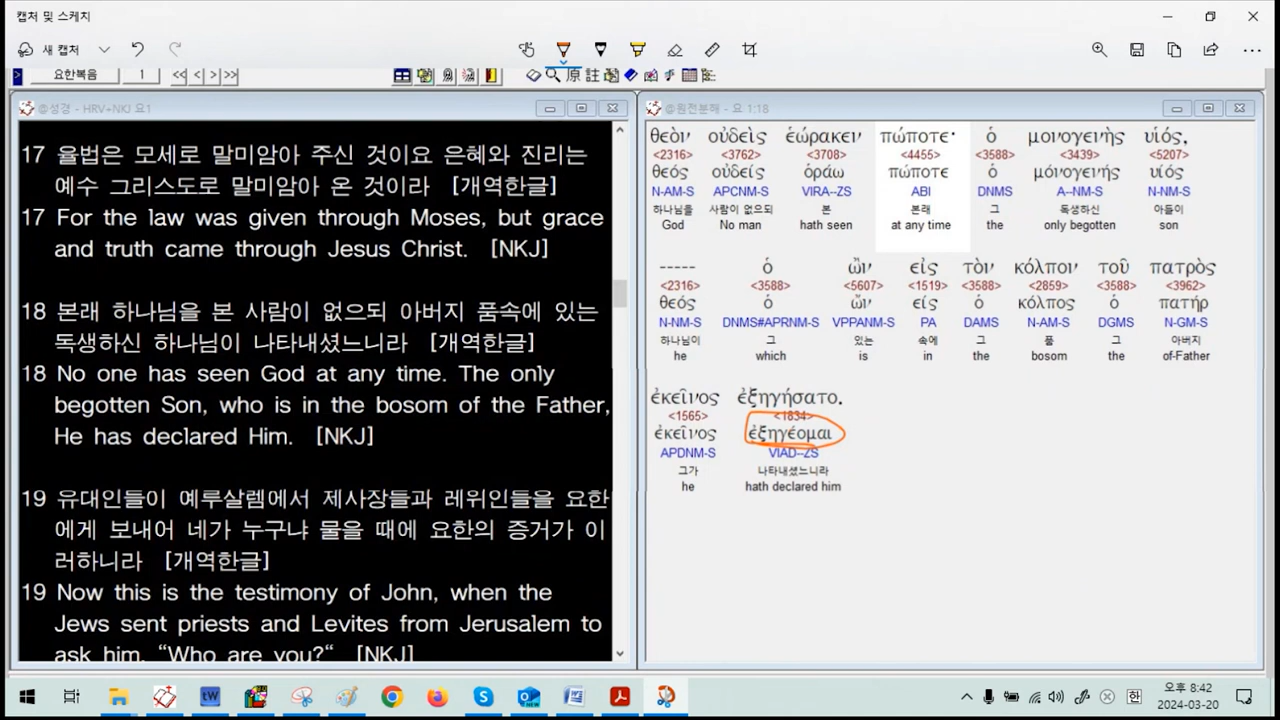 캡처 및 스케치
새 캡처
요한복음 1 << < > >> 原 註
@성경 - HRV+NKJ 요1
17 율법은 모세로 말미암아 주신 것이요 은혜와 진리는
예수 그리스도로 말미암아 온 것이라 [개역한글]
17 For the law was given through Moses, but grace
and truth came through Jesus Christ. [NKJ]
18 본래 하나님을 본 사람이 없으되 아버지 품속에 있는
독생하신 하나님이 나타내셨느니라 [개역한글]
18 No one has seen God at any time. The only
begotten Son, who is in the bosom of the Father,
He has declared Him. [NKJ]
19 유대인들이 예루살렘에서 제사장들과 레위인들을 요한
에게 보내어 네가 누구냐 물을 때에 요한의 증거가 이
러하니라 [개역한글]
19 Now this is the testimony of John, when the
Jews sent priests and Levites from Jerusalem to
ask him, “Who are you?“ [NKJ]
@원전분해 - 요 1:18
θεὸν οὐδεὶς ἑώρακεν πώποτε· ὁ μονογενὴς υἱός,
<2316> <3762> <3708> <4455> <3588> <3439> <5207>
θεός οὐδείς ὁράω πώποτε ὁ μόνογενής υἱός
N-AM-S APCNM-S VIRA--ZS ABI DNMS A--NM-S N-NM-S
하나님을 사람이 없으되 본 본래 그 독생하신 아들이
God No man hath seen at any time the only begotten son
----- ὁ ὢν εἰς τὸν κόλπον τοῦ πατρὸς
<2316> <3588> <5607> <1519> <3588> <2859> <3588> <3962>
θεός ὁ ὤν εἰς ὁ κόλπος ὁ πατήρ
N-NM-S DNMS#APRNM-S VPPANM-S PA DAMS N-AM-S DGMS N-GM-S
하나님이 그 있는 속에 그 품 그 아버지
he which is in the bosom the of-Father
ἐκεῖνος ἐξηγήσατο.
<1565> <1834>
ἐκεῖνος ἐξηγέομαι
APDNM-S VIAD--ZS
그가 나타내셨느니라
he hath declared him
tW W 한 오후 8:42
2024-03-20